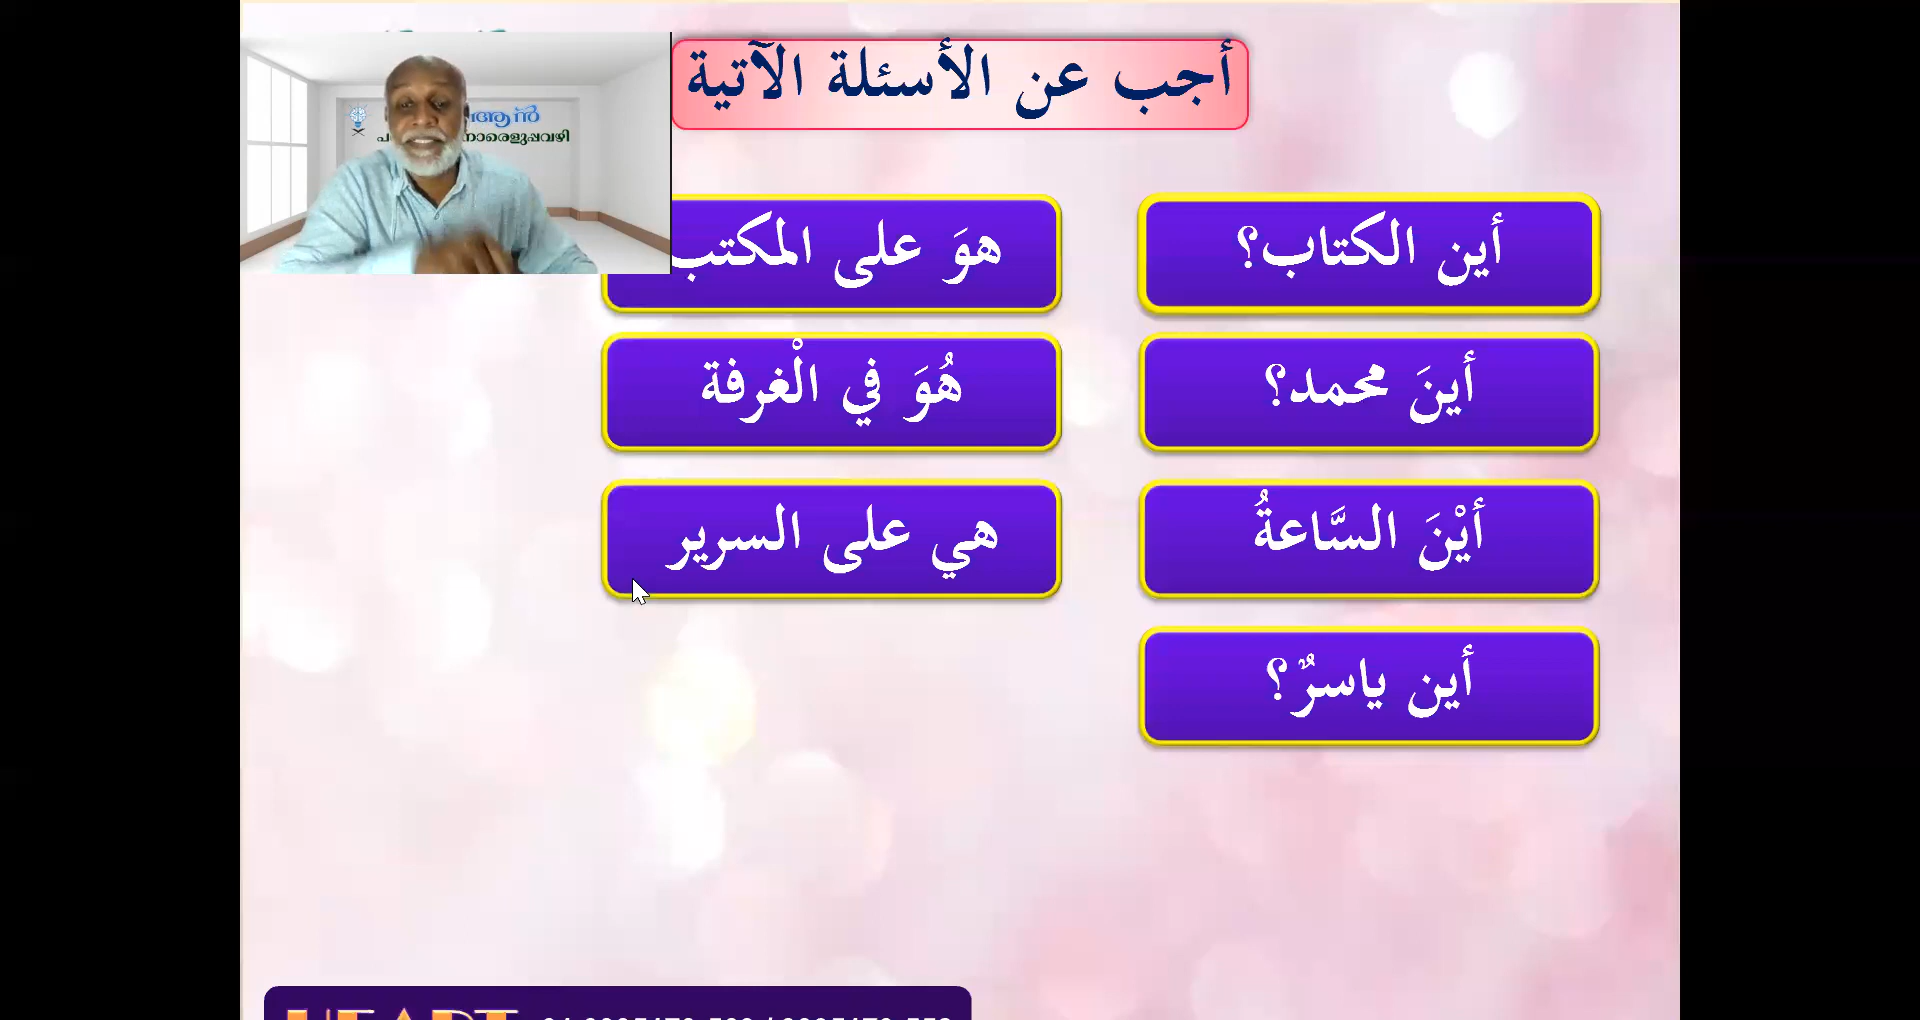 أجب عن الأسئلة الآتية
أين الكتاب؟
هوَ على المكتب
أينَ محمد؟
هُوَ في الْغرفة
أيْنَ السَّاعةُ
هي على السرير
أين ياسرٌ؟